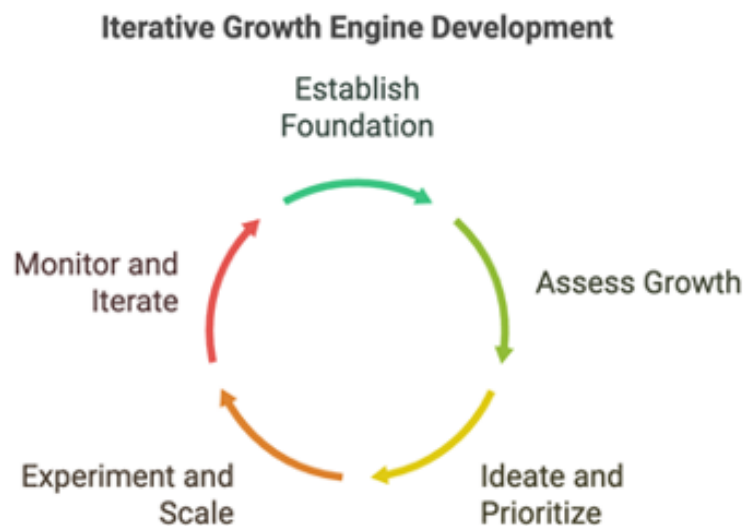 Iterative Growth Engine Development
Establish
Foundation
Assess Growth
Ideate and
Prioritize
Experiment and
Scale
Monitor and
Iterate